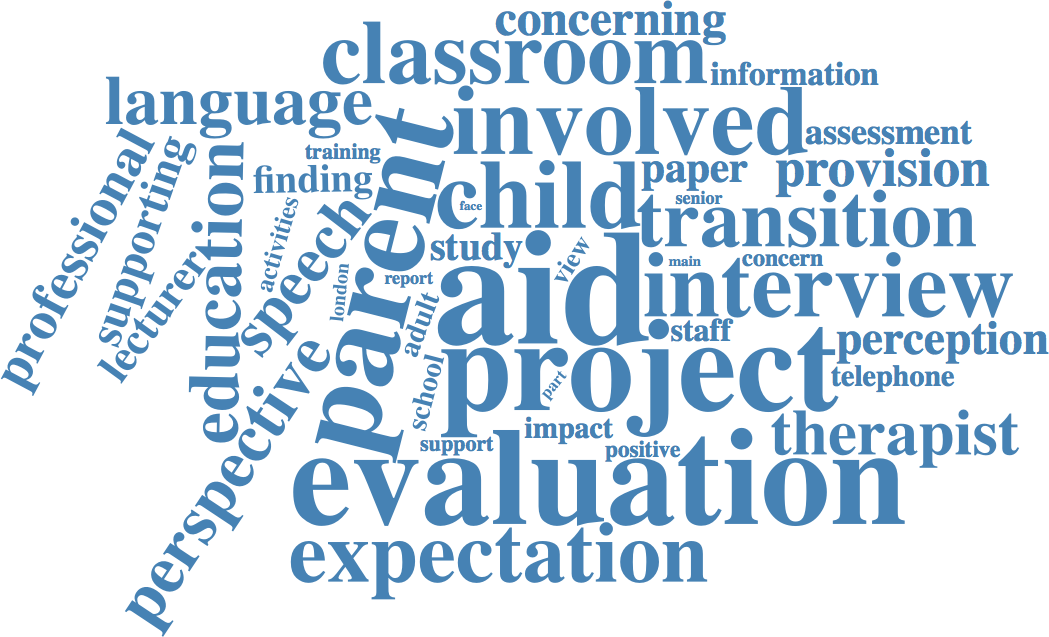 concerning
classroom
information
language
involved
assessment
professional
supporting
training
parent
paper
provision
finding
child
education
face
senior
transition
activities
speech
study
view
lecturer
aid
main
concern
london
report
interview
adult
staff
perception
perspective
project
telephone
school
part
support
impact
positive
therapist
evaluation
expectation